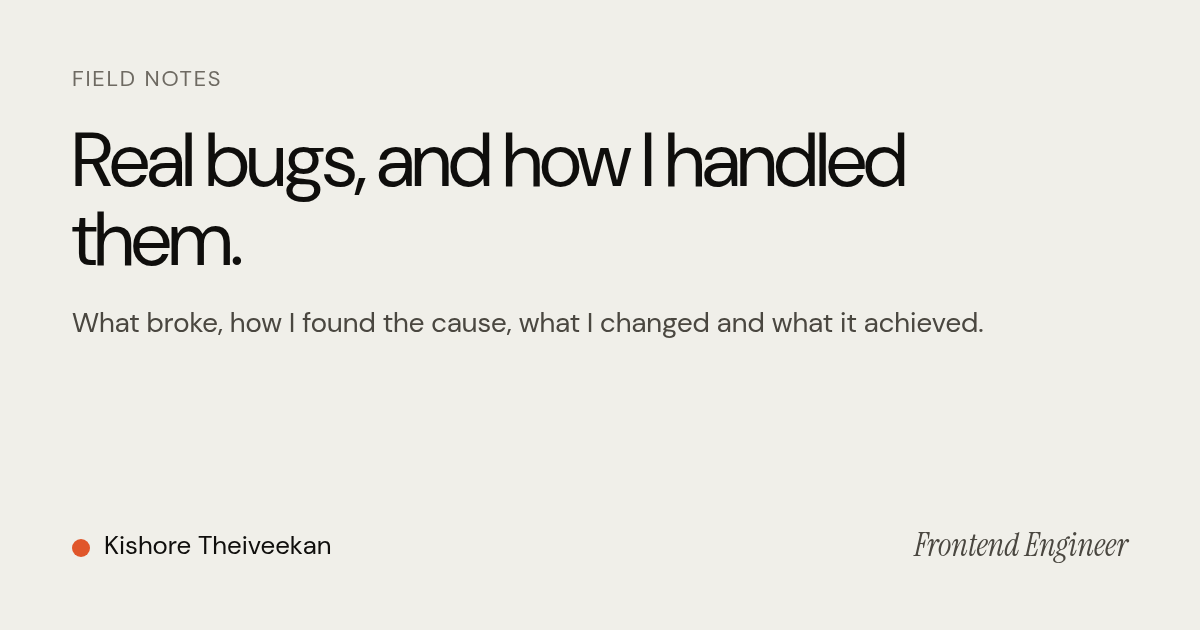 FIELD NOTES
Real bugs, and how I handled
them.
What broke, how I found the cause, what I changed and what it achieved.
Kishore Theiveekan
Frontend Engineer